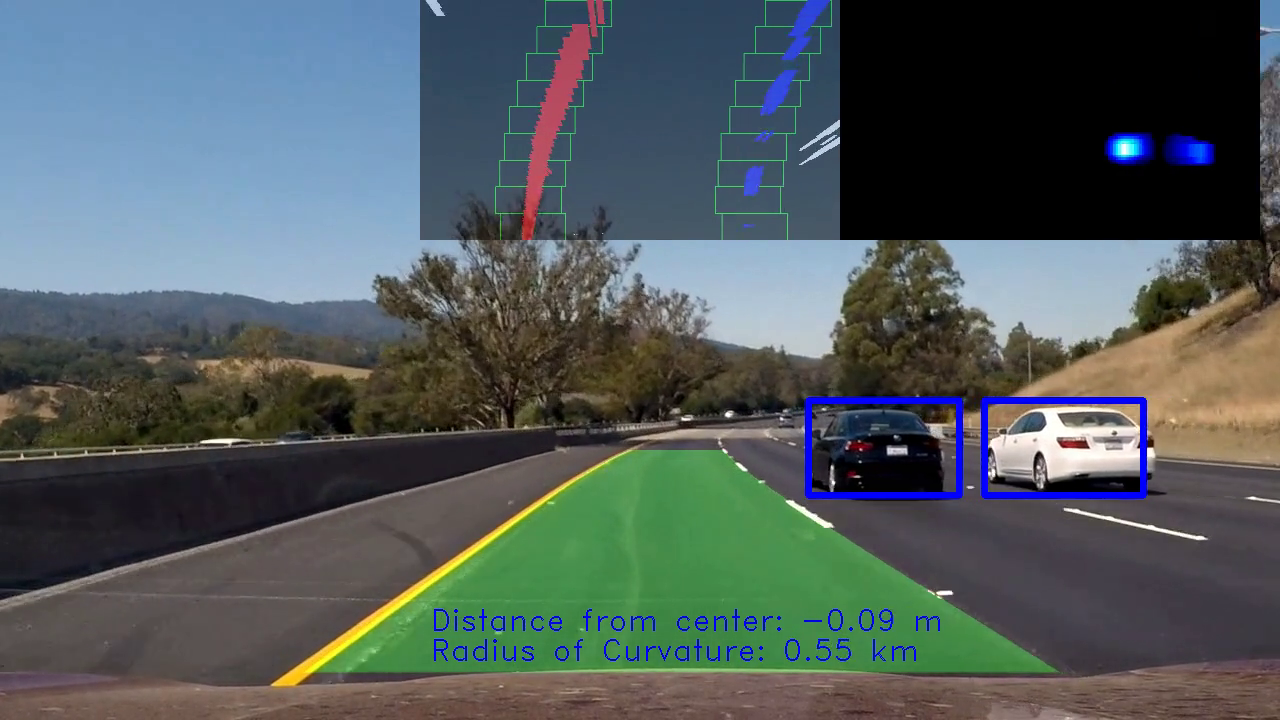 Distance from center: −0.09 m
Radius of Curvature: 0.55 km